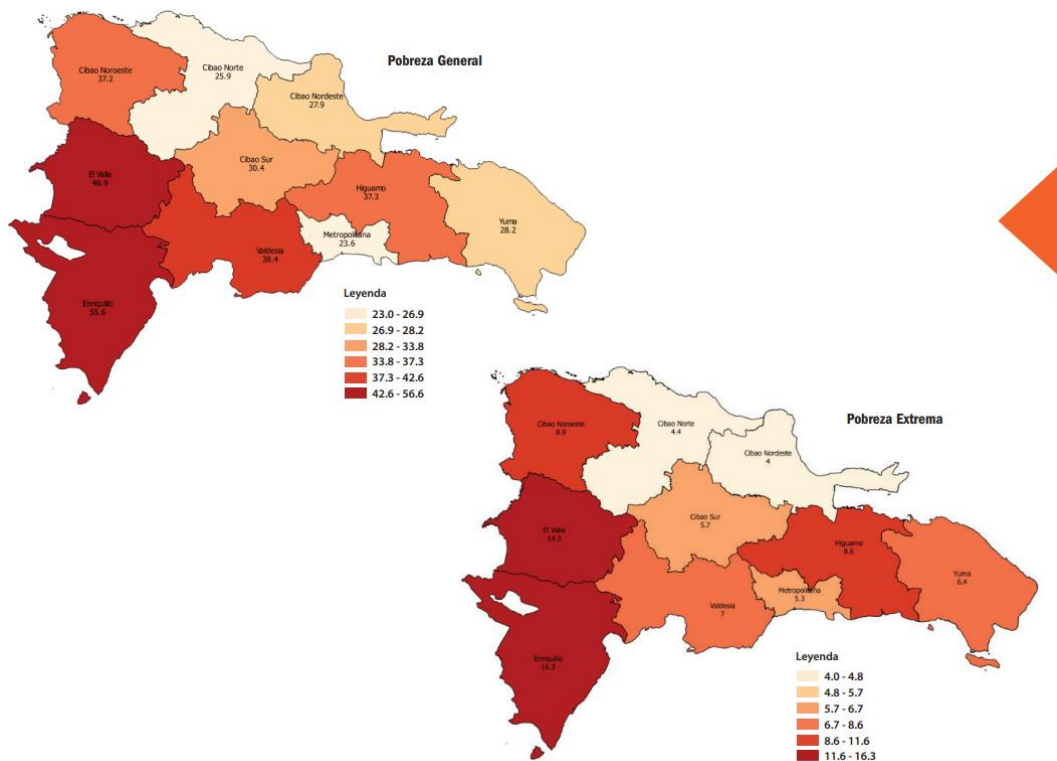 Pobreza General
Cibao Noroeste
37.2
Cibao Norte
25.9
Cibao Nordeste
27.9
El Valle
46.9
Cibao Sur
30.4
Higuamo
37.3
Yuma
28.2
Metropolitana
23.6
Valdesia
38.4
Enriquillo
55.6
Leyenda
23.0 - 26.9
26.9 - 28.2
28.2 - 33.8
33.8 - 37.3
37.3 - 42.6
42.6 - 56.6
Pobreza Extrema
Cibao Noroeste
8.9
Cibao Norte
4.4
Cibao Nordeste
4
El Valle
14.3
Cibao Sur
5.7
Higuamo
8.6
Yuma
6.4
Metropolitana
5.3
Valdesia
7
Enriquillo
16.3
Leyenda
4.0 - 4.8
4.8 - 5.7
5.7 - 6.7
6.7 - 8.6
8.6 - 11.6
11.6 - 16.3